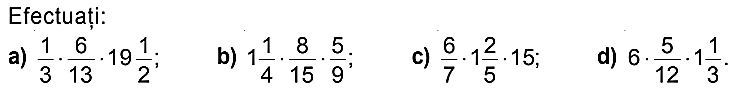 Efectuați:
a) 1/3 · 6/13 · 19 1/2; b) 1 1/4 · 8/15 · 5/9; c) 6/7 · 1 2/5 · 15; d) 6 · 5/12 · 1 1/3.